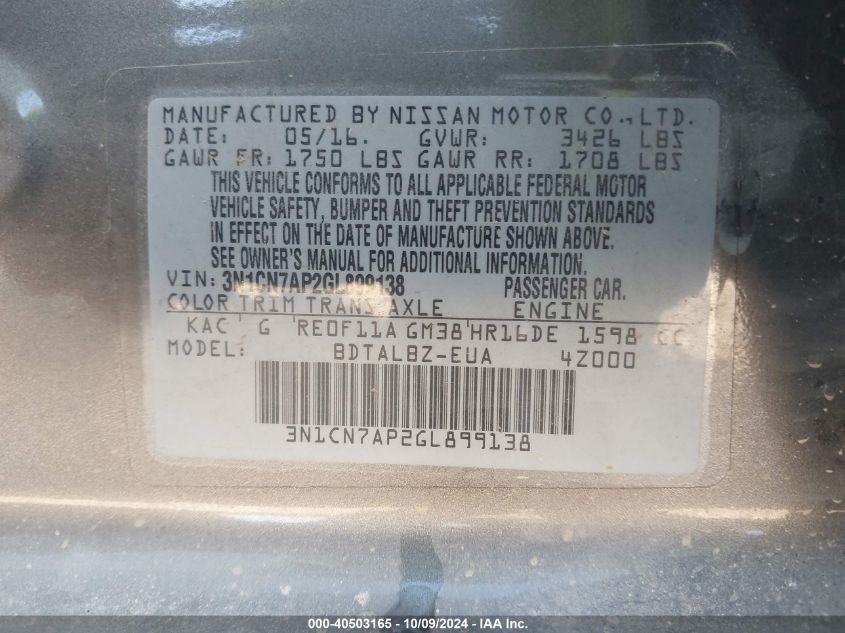 MANUFACTURED BY NISSAN MOTOR CO., LTD.
DATE: 05/16. GVWR: 3426 LBS
GAWR FR: 1750 LBS GAWR RR: 1708 LBS
THIS VEHICLE CONFORMS TO ALL APPLICABLE FEDERAL MOTOR
VEHICLE SAFETY, BUMPER AND THEFT PREVENTION STANDARDS
IN EFFECT ON THE DATE OF MANUFACTURE SHOWN ABOVE.
SEE OWNER'S MANUAL FOR ADDITIONAL INFORMATION.
VIN: 3N1CN7AP2GL899138 PASSENGER CAR.
COLOR TRIM TRANS AXLE ENGINE
KAC G RE0F11A GM38 HR16DE 1598 CC
MODEL: BDTALBZ-EUA 4Z000
3N1CN7AP2GL899138
000-40503165 - 10/09/2024 - IAA Inc.